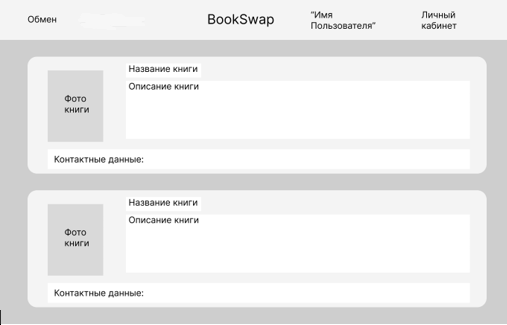 Обмен
BookSwap
“Имя
Пользователя”
Личный
кабинет
Название книги
Описание книги
Фото
книги
Контактные данные:
Название книги
Описание книги
Фото
книги
Контактные данные: